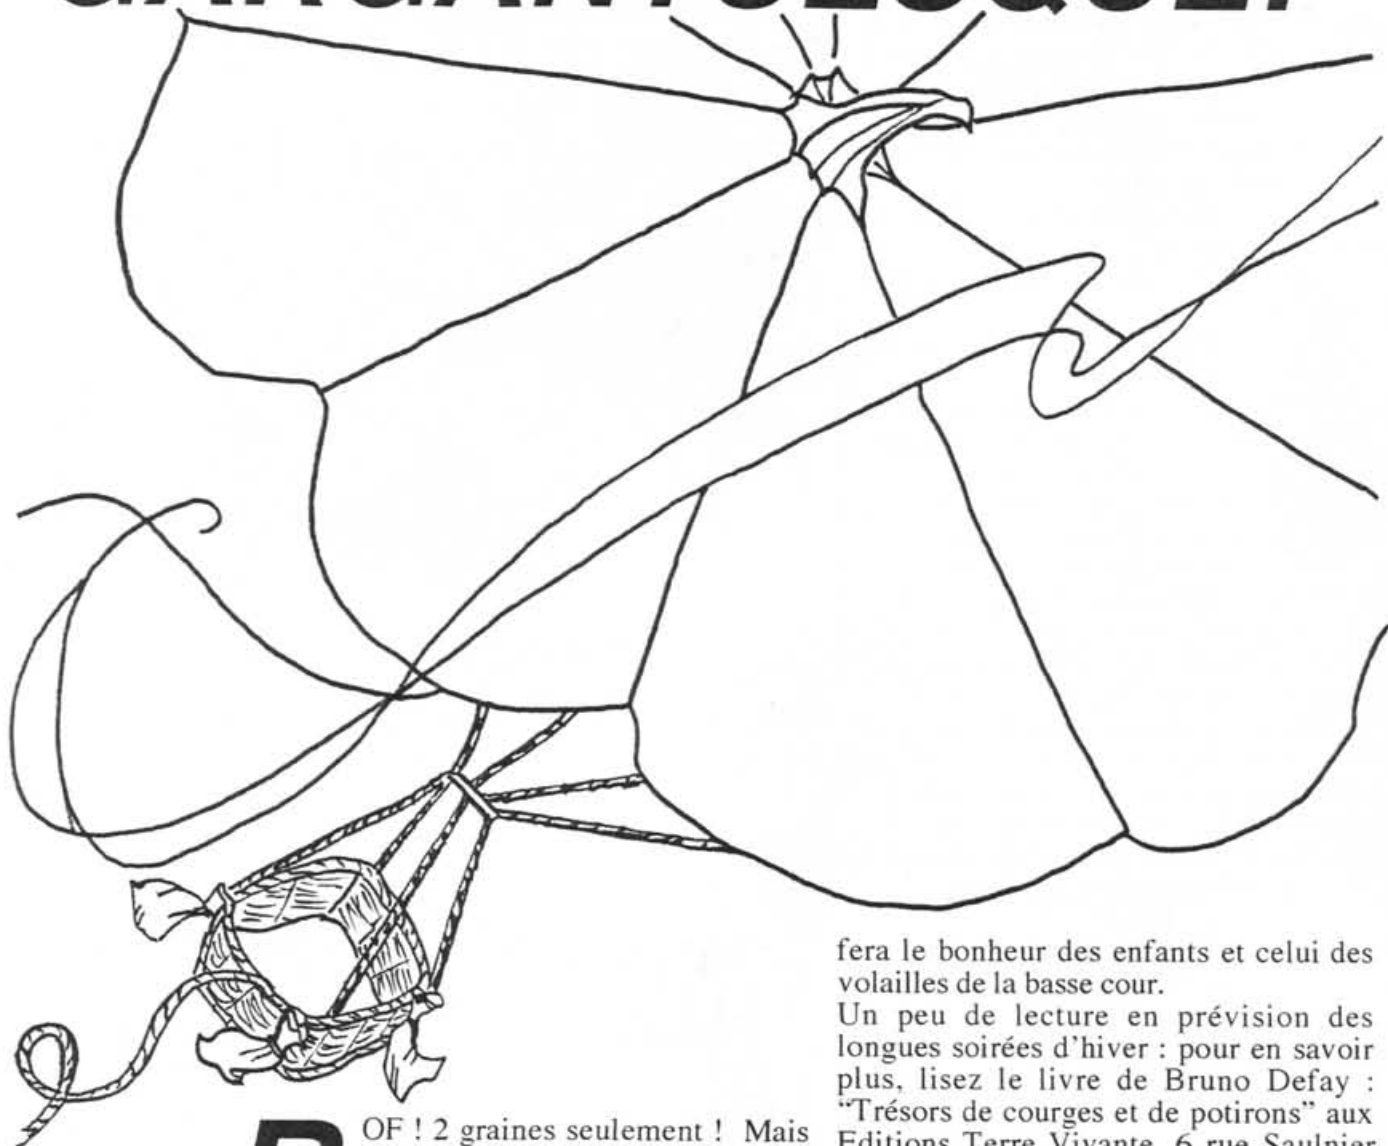 GARGANTUESQUE!
BOF ! 2 graines seulement ! Mais
fera le bonheur des enfants et celui des
volailles de la basse cour.
Un peu de lecture en prévision des
longues soirées d'hiver : pour en savoir
plus, lisez le livre de Bruno Defay :
“Trésors de courges et de potirons” aux
Editions Terre Vivante, 6 rue Saulnier